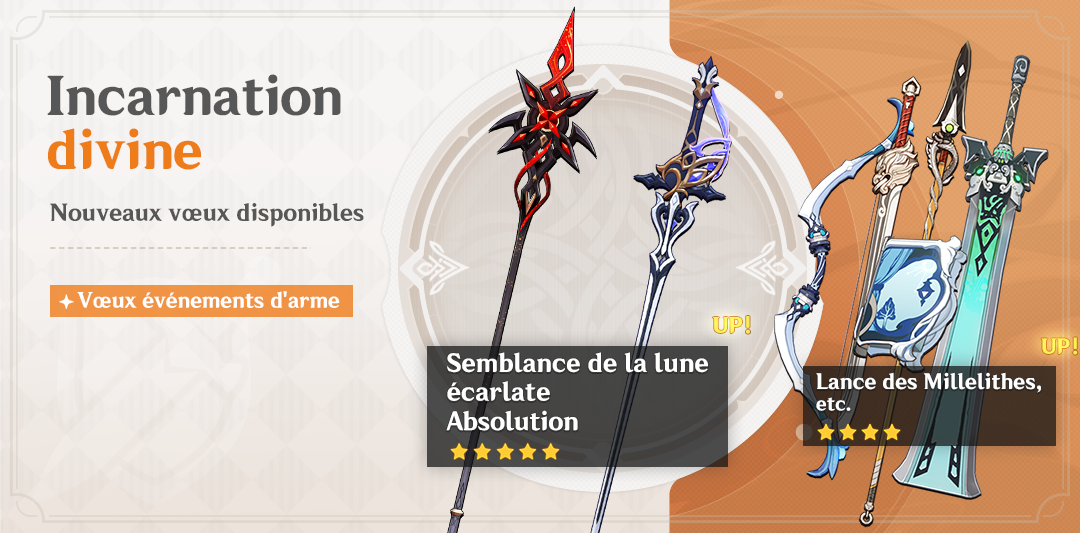 Incarnation
divine
Nouveaux vœux disponibles
Vœux événements d'arme
UP!
Semblance de la lune
écarlate
Absolution
UP!
Lance des Millelithes,
etc.